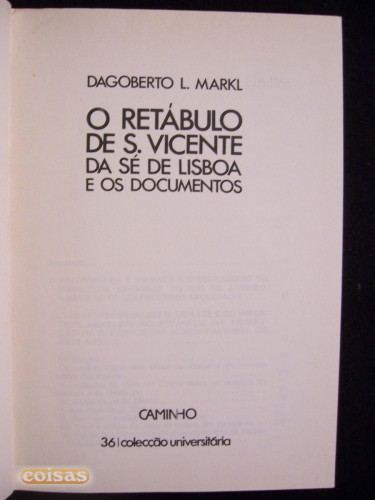 DAGOBERTO L. MARKL
O RETÁBULO
DE S. VICENTE
DA SÉ DE LISBOA
E OS DOCUMENTOS
CAMINHO
36 | colecção universitária
coisas